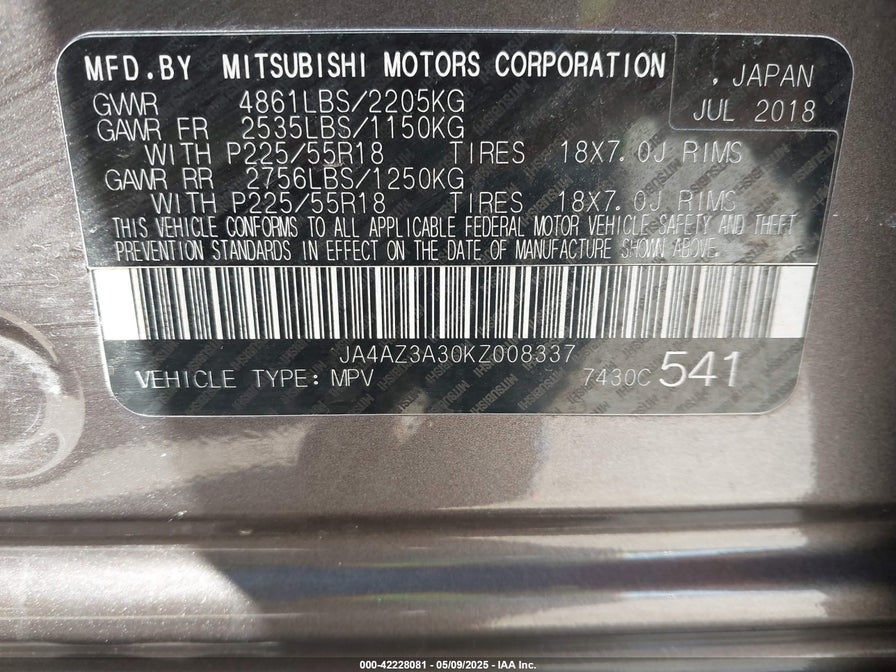 MFD.BY MITSUBISHI MOTORS CORPORATION
, JAPAN
JUL 2018
GVWR 4861LBS/2205KG
GAWR FR 2535LBS/1150KG
WITH P225/55R18 TIRES 18X7.0J RIMS
GAWR RR 2756LBS/1250KG
WITH P225/55R18 TIRES 18X7.0J RIMS
THIS VEHICLE CONFORMS TO ALL APPLICABLE FEDERAL MOTOR VEHICLE SAFETY AND THEFT
PREVENTION STANDARDS IN EFFECT ON THE DATE OF MANUFACTURE SHOWN ABOVE.
JA4AZ3A30KZ008337
VEHICLE TYPE: MPV 7430C 541
000-42228081 - 05/09/2025 - IAA Inc.